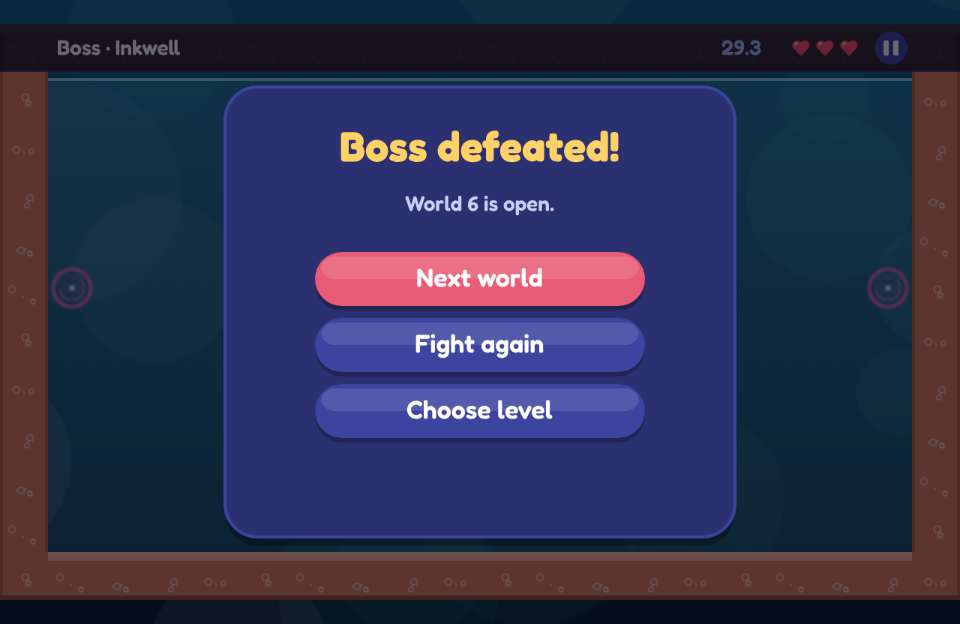 Boss · Inkwell
29.3
Boss defeated!
World 6 is open.
Next world
Fight again
Choose level